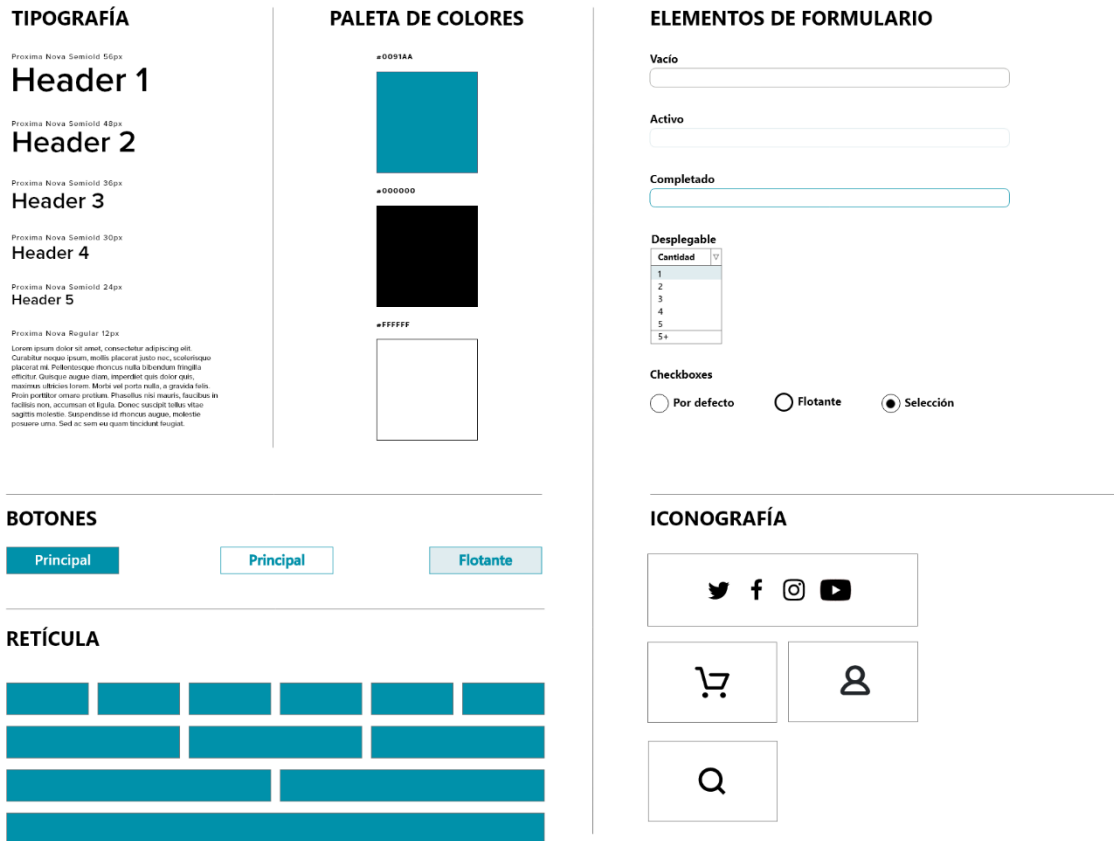 TIPOGRAFÍA
Proxima Nova Semiold 56px
Header 1
Proxima Nova Semiold 48px
Header 2
Proxima Nova Semiold 36px
Header 3
Proxima Nova Semiold 30px
Header 4
Proxima Nova Semiold 24px
Header 5
Proxima Nova Regular 12px
Lorem ipsum dolor sit amet, consectetur adipiscing elit.
Curabitur neque ipsum, mollis placerat justo nec, scelerisque
placerat mi. Pellentesque rhoncus nulla bibendum fringilla
efficitur. Quisque augue diam, imperdiet quis dolor quis,
maximus ultricies lorem. Morbi vel porta nulla, a gravida felis.
Proin porttitor ornare pretium. Phasellus nisi mauris, faucibus in
facilisis non, accumsan et ligula. Donec suscipit tellus vitae
sagittis molestie. Suspendisse id rhoncus augue, molestie
posuere urna. Sed ac sem eu quam tincidunt feugiat.
PALETA DE COLORES
#0091AA
#000000
#FFFFFF
ELEMENTOS DE FORMULARIO
Vacío
Activo
Completado
Desplegable
Cantidad
1
2
3
4
5
5+
Checkboxes
Por defecto
Flotante
Selección
BOTONES
Principal
Principal
Flotante
RETÍCULA
ICONOGRAFÍA